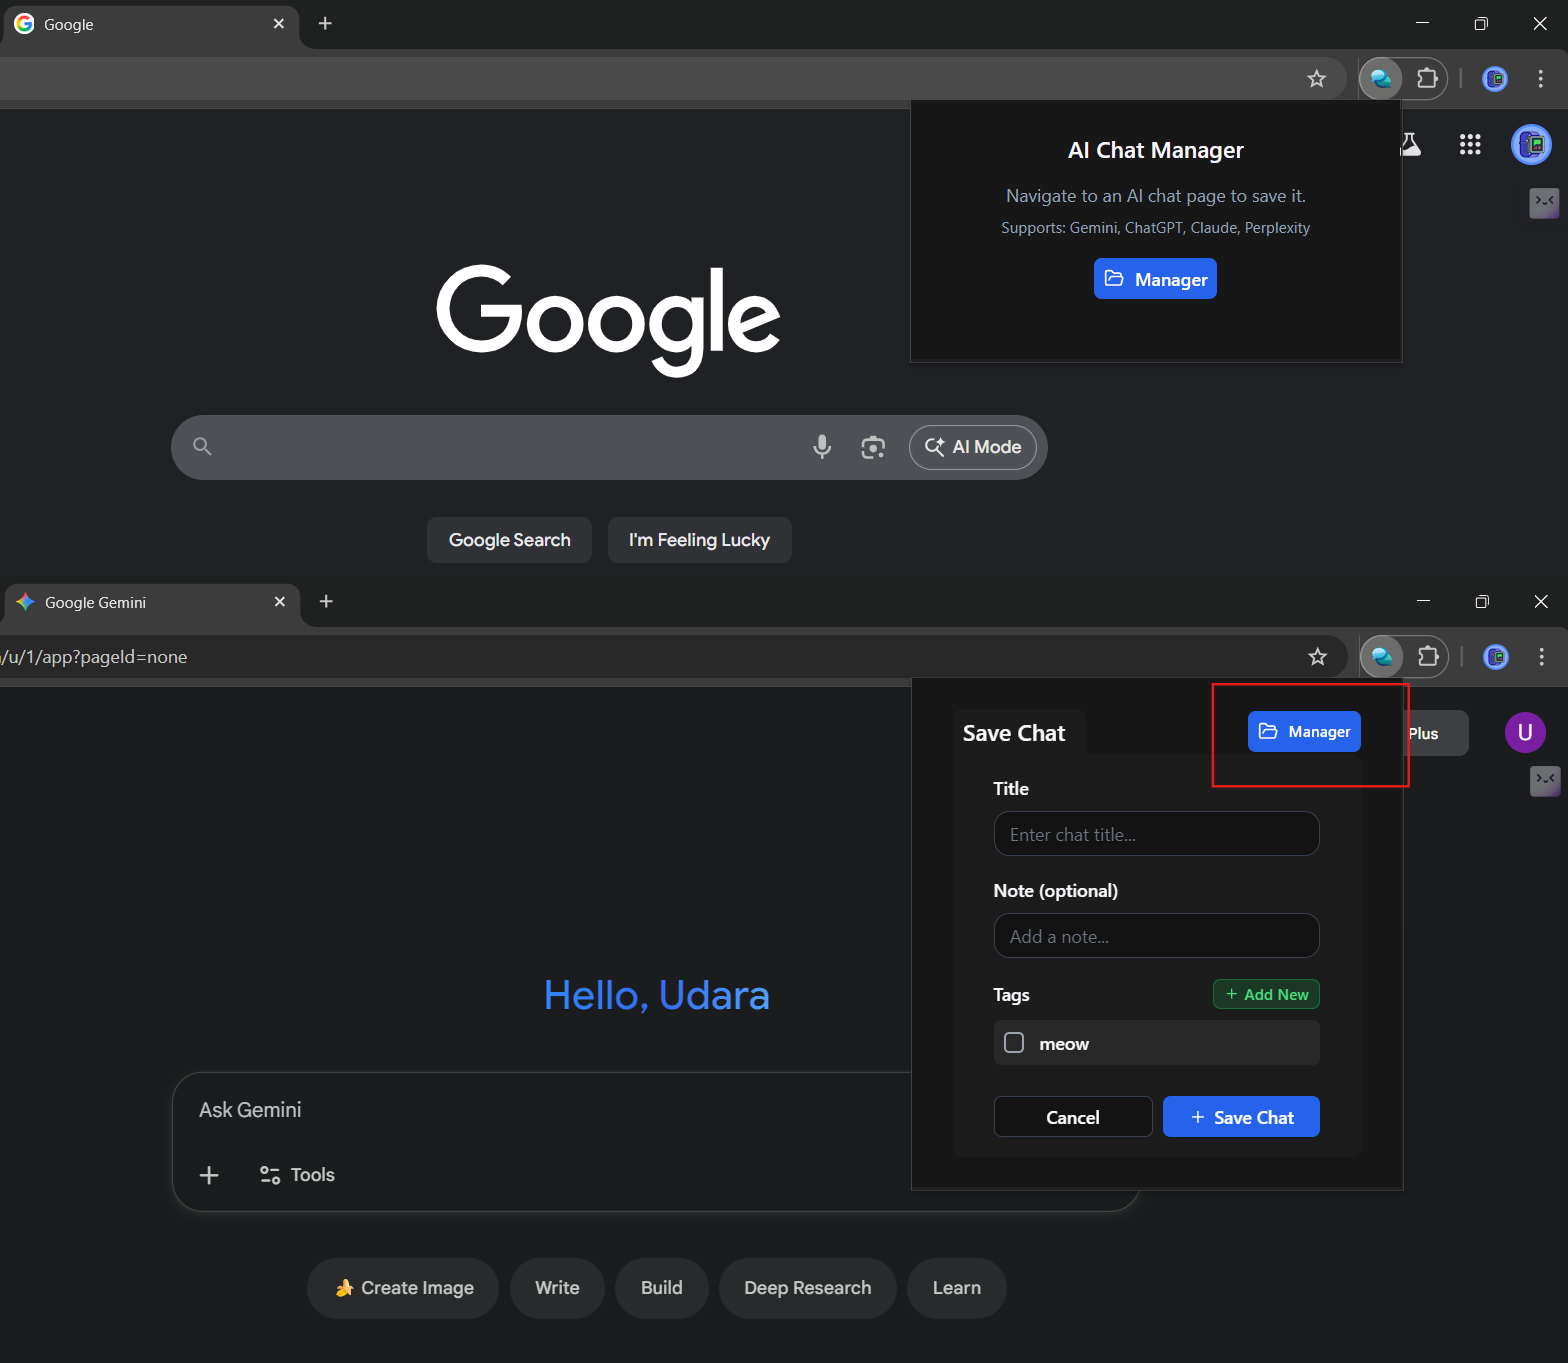 Google
AI Chat Manager
Navigate to an AI chat page to save it.
Supports: Gemini, ChatGPT, Claude, Perplexity
Manager
Google
AI Mode
Google Search
I'm Feeling Lucky
Google Gemini
/u/1/app?pageId=none
Save Chat
Manager
Plus
U
Title
Enter chat title...
Note (optional)
Add a note...
Tags
+ Add New
meow
Cancel
+ Save Chat
Hello, Udara
Ask Gemini
Tools
Create Image
Write
Build
Deep Research
Learn